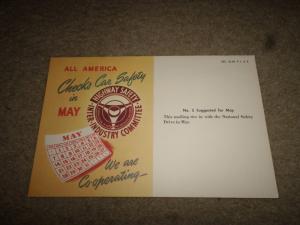 ALL AMERICA
Checks Car Safety
in
MAY
HIGHWAY SAFETY
INTER-INDUSTRY COMMITTEE
MAY
We are
Co-operating—
No. 5 Suggested for May
This mailing ties in with the National Safety
Drive in May.